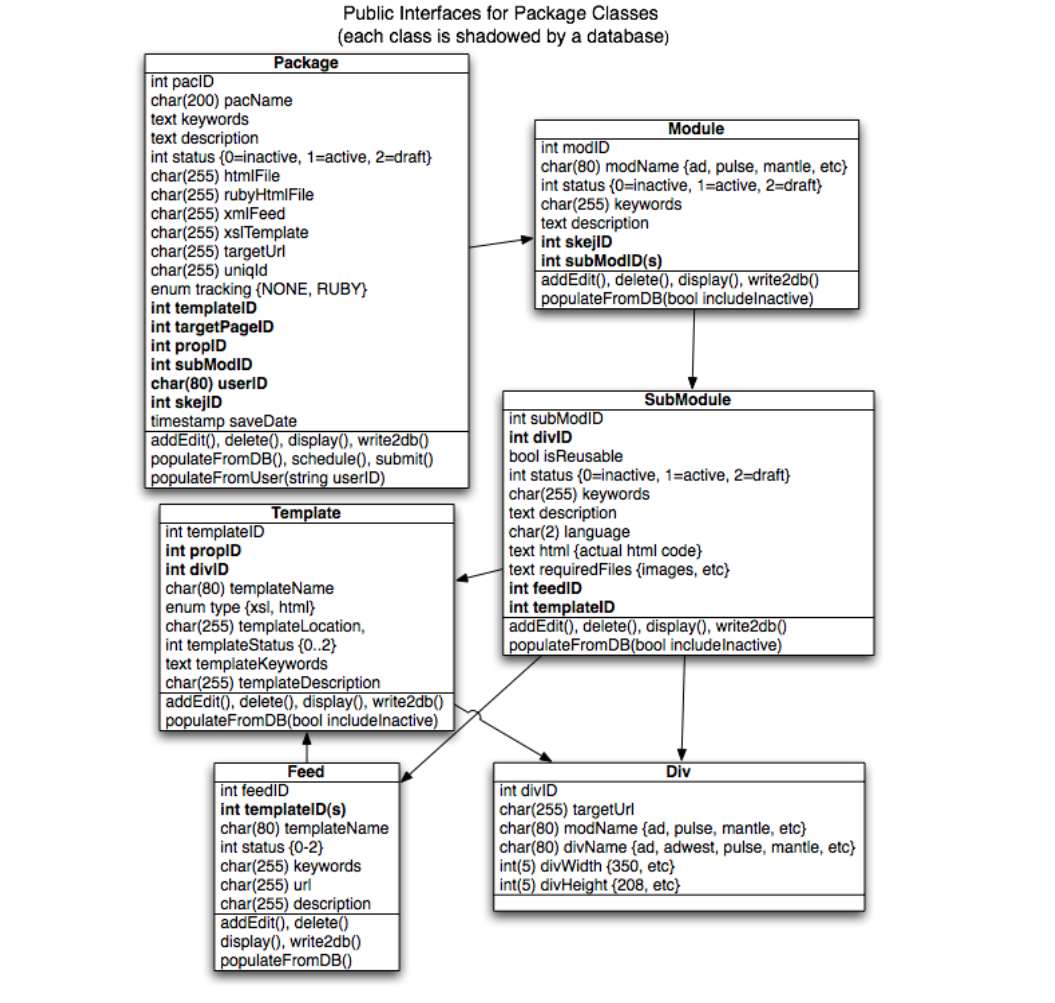 Public Interfaces for Package Classes
(each class is shadowed by a database)
Package
int pacID
char(200) pacName
text keywords
text description
int status {0=inactive, 1=active, 2=draft}
char(255) htmlFile
char(255) rubyHtmlFile
char(255) xmlFeed
char(255) xslTemplate
char(255) targetUrl
char(255) uniqId
enum tracking {NONE, RUBY}
int templateID
int targetPageID
int propID
int subModID
char(80) userID
int skejID
timestamp saveDate
addEdit(), delete(), display(), write2db()
populateFromDB(), schedule(), submit()
populateFromUser(string userID)
Module
int modID
char(80) modName {ad, pulse, mantle, etc}
int status {0=inactive, 1=active, 2=draft}
char(255) keywords
text description
int skejID
int subModID(s)
addEdit(), delete(), display(), write2db()
populateFromDB(bool includeInactive)
SubModule
int subModID
int divID
bool isReusable
int status {0=inactive, 1=active, 2=draft}
char(255) keywords
text description
char(2) language
text html {actual html code}
text requiredFiles {images, etc}
int feedID
int templateID
addEdit(), delete(), display(), write2db()
populateFromDB(bool includeInactive)
Template
int templateID
int propID
int divID
char(80) templateName
enum type {xsl, html}
char(255) templateLocation,
int templateStatus {0..2}
text templateKeywords
char(255) templateDescription
addEdit(), delete(), display(), write2db()
populateFromDB(bool includeInactive)
Feed
int feedID
int templateID(s)
char(80) templateName
int status {0-2}
char(255) keywords
char(255) url
char(255) description
addEdit(), delete()
display(), write2db()
populateFromDB()
Div
int divID
char(255) targetUrl
char(80) modName {ad, pulse, mantle, etc}
char(80) divName {ad, adwest, pulse, mantle, etc}
int(5) divWidth {350, etc}
int(5) divHeight {208, etc}